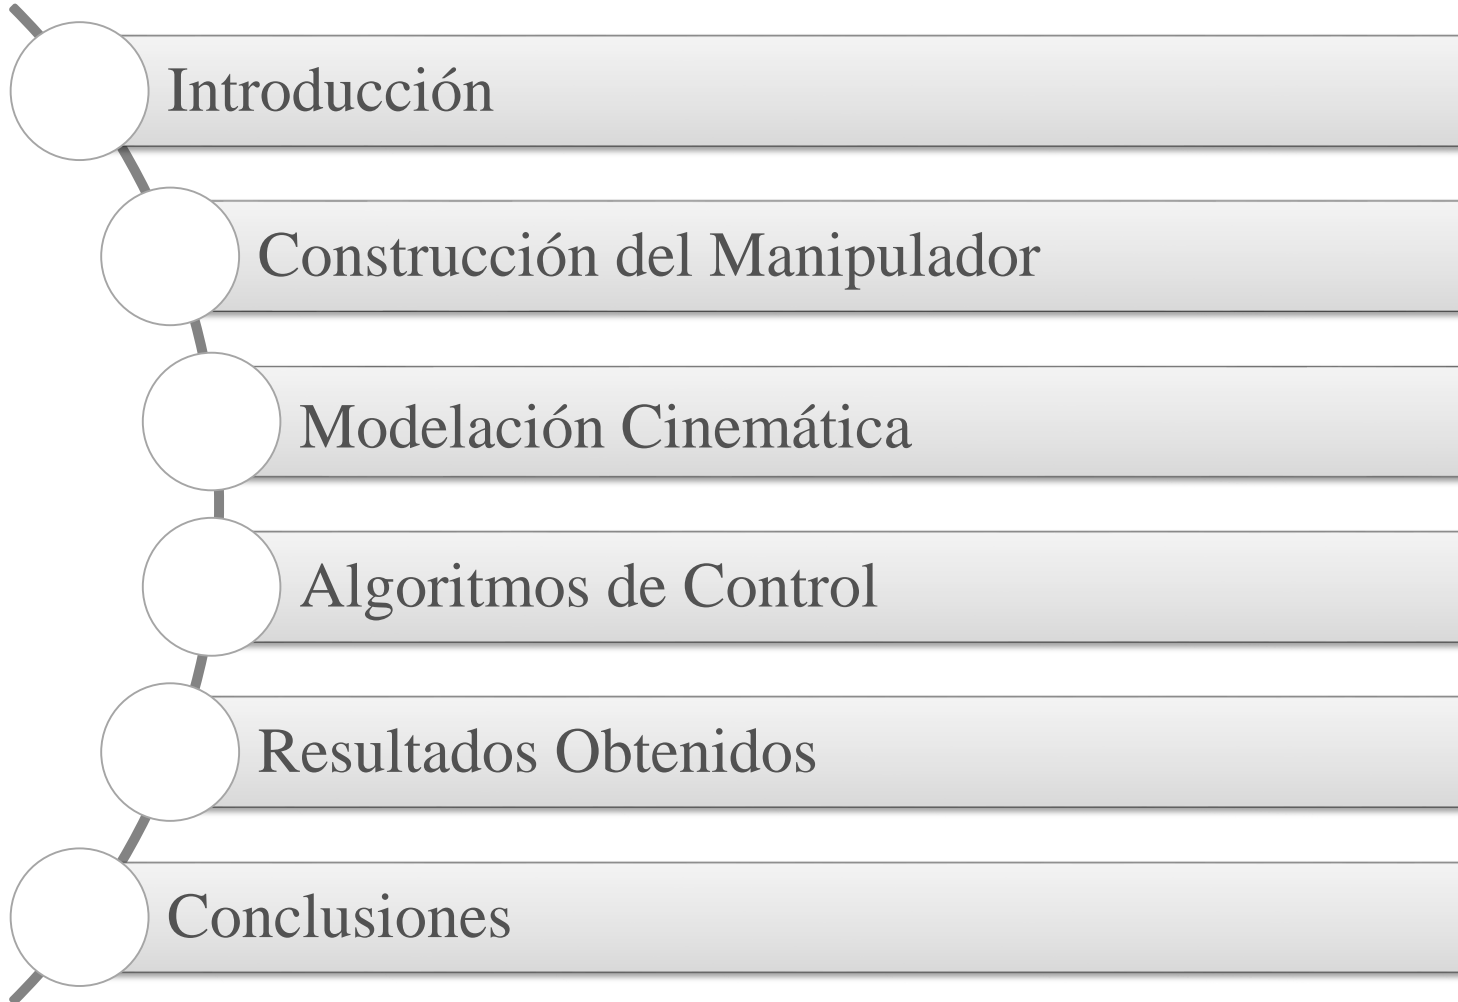 Introducción
Construcción del Manipulador
Modelación Cinemática
Algoritmos de Control
Resultados Obtenidos
Conclusiones